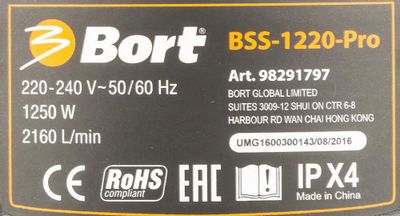 Bort
BSS-1220-Pro
220-240 V~50/60 Hz
1250 W
2160 L/min
Art. 98291797
BORT GLOBAL LIMITED
SUITES 3009-12 SHUI ON CTR 6-8
HARBOUR RD WAN CHAI HONG KONG
UMG1600300143/08/2016
CE
RoHS
compliant
EAC
IP X4
Made in China